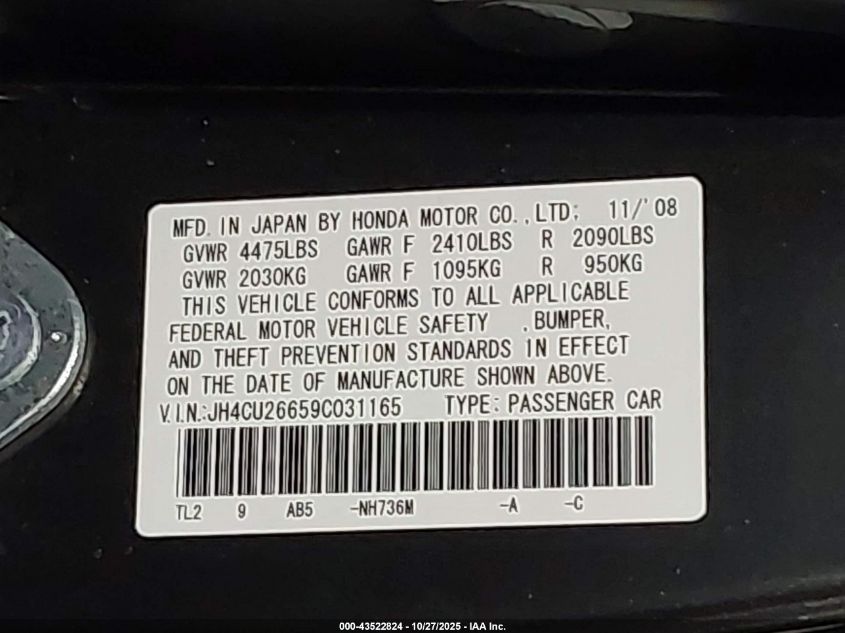 MFD. IN JAPAN BY HONDA MOTOR CO., LTD; 11/'08
GVWR 4475LBS GAWR F 2410LBS R 2090LBS
GVWR 2030KG GAWR F 1095KG R 950KG
THIS VEHICLE CONFORMS TO ALL APPLICABLE
FEDERAL MOTOR VEHICLE SAFETY , BUMPER,
AND THEFT PREVENTION STANDARDS IN EFFECT
ON THE DATE OF MANUFACTURE SHOWN ABOVE.
V.I.N.:JH4CU26659C031165 TYPE: PASSENGER CAR
TL2 9 AB5 -NH736M -A -C
000-43522824 - 10/27/2025 - IAA Inc.